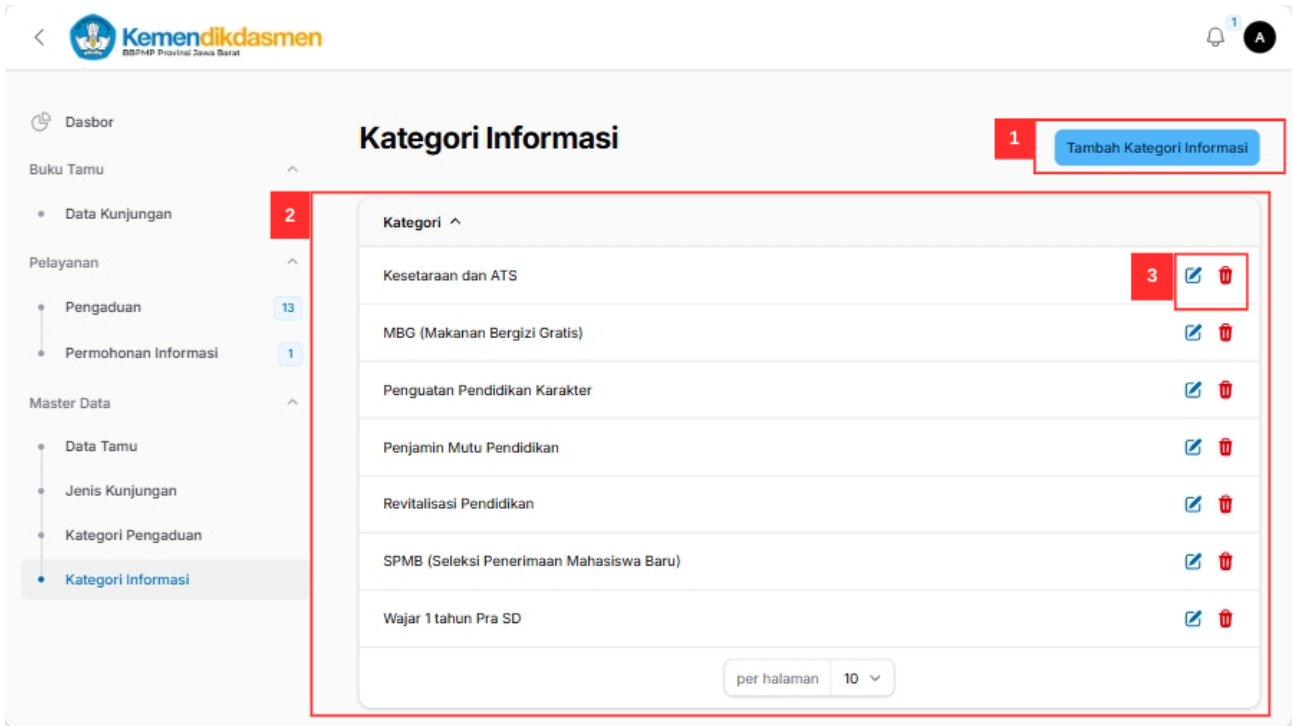 Kemendikdasmen
BBPMP Provinsi Jawa Barat
1
A
Dasbor
Buku Tamu
Data Kunjungan
Pelayanan
Pengaduan 13
Permohonan Informasi 1
Master Data
Data Tamu
Jenis Kunjungan
Kategori Pengaduan
Kategori Informasi
Kategori Informasi
1
Tambah Kategori Informasi
2
Kategori
Kesetaraan dan ATS
3
MBG (Makanan Bergizi Gratis)
Penguatan Pendidikan Karakter
Penjamin Mutu Pendidikan
Revitalisasi Pendidikan
SPMB (Seleksi Penerimaan Mahasiswa Baru)
Wajar 1 tahun Pra SD
per halaman 10